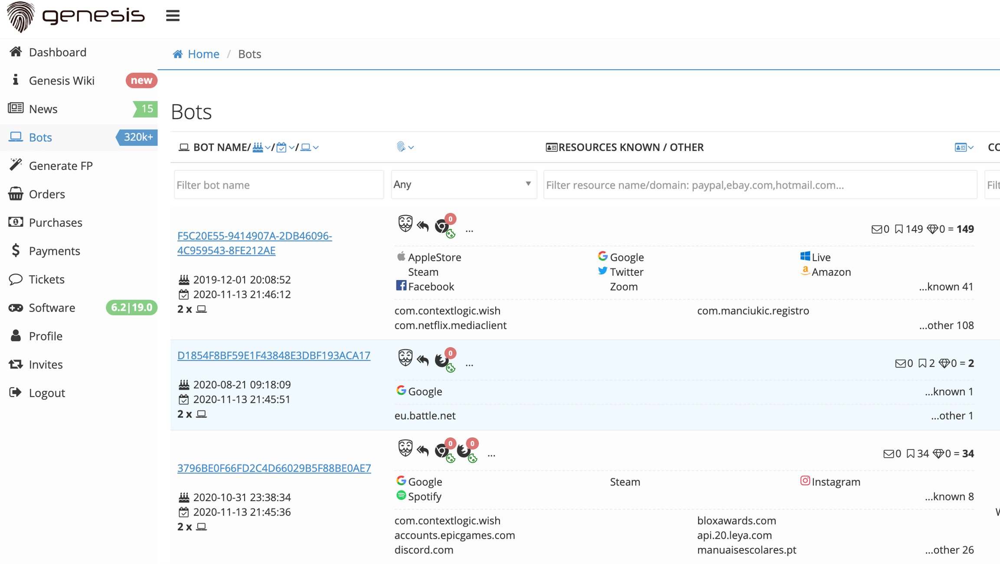 genesis
Dashboard
Genesis Wiki new
News 15
Bots 320k+
Generate FP
Orders
Purchases
Payments
Tickets
Software 6.2|19.0
Profile
Invites
Logout
Home / Bots
Bots
BOT NAME/ / /
RESOURCES KNOWN / OTHER
CO
Filter bot name
Any
Filter resource name/domain: paypal,ebay.com,hotmail.com...
Filt
F5C20E55-9414907A-2DB46096-
4C959543-8FE212AE
2019-12-01 20:08:52
2020-11-13 21:46:12
2 x
0 ...
0 149 0 = 149
AppleStore Google Live
Steam Twitter Amazon
Facebook Zoom ...known 41
com.contextlogic.wish com.manciukic.registro
com.netflix.mediaclient ...other 108
D1854F8BF59E1F43848E3DBF193ACA17
2020-08-21 09:18:09
2020-11-13 21:45:51
2 x
0 ...
0 2 0 = 2
Google ...known 1
eu.battle.net ...other 1
3796BE0F66FD2C4D66029B5F88BE0AE7
2020-10-31 23:38:34
2020-11-13 21:45:36
2 x
0 0 ...
0 34 0 = 34
Google Steam Instagram
Spotify ...known 8
com.contextlogic.wish bloxawards.com
accounts.epicgames.com api.20.leya.com
discord.com manuaisescolares.pt ...other 26